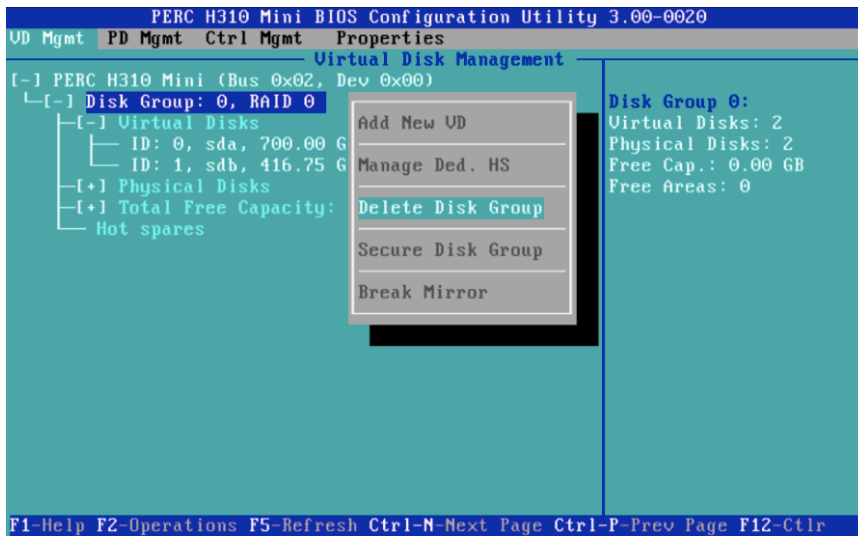 PERC H310 Mini BIOS Configuration Utility 3.00-0020
VD Mgmt PD Mgmt Ctrl Mgmt Properties
Virtual Disk Management
[-] PERC H310 Mini (Bus 0x02, Dev 0x00)
[-] Disk Group: 0, RAID 0
[-] Virtual Disks
ID: 0, sda, 700.00 G
ID: 1, sdb, 416.75 G
[+] Physical Disks
[+] Total Free Capacity:
Hot spares
Add New VD
Manage Ded. HS
Delete Disk Group
Secure Disk Group
Break Mirror
Disk Group 0:
Virtual Disks: 2
Physical Disks: 2
Free Cap.: 0.00 GB
Free Areas: 0
F1-Help F2-Operations F5-Refresh Ctrl-N-Next Page Ctrl-P-Prev Page F12-Ctlr